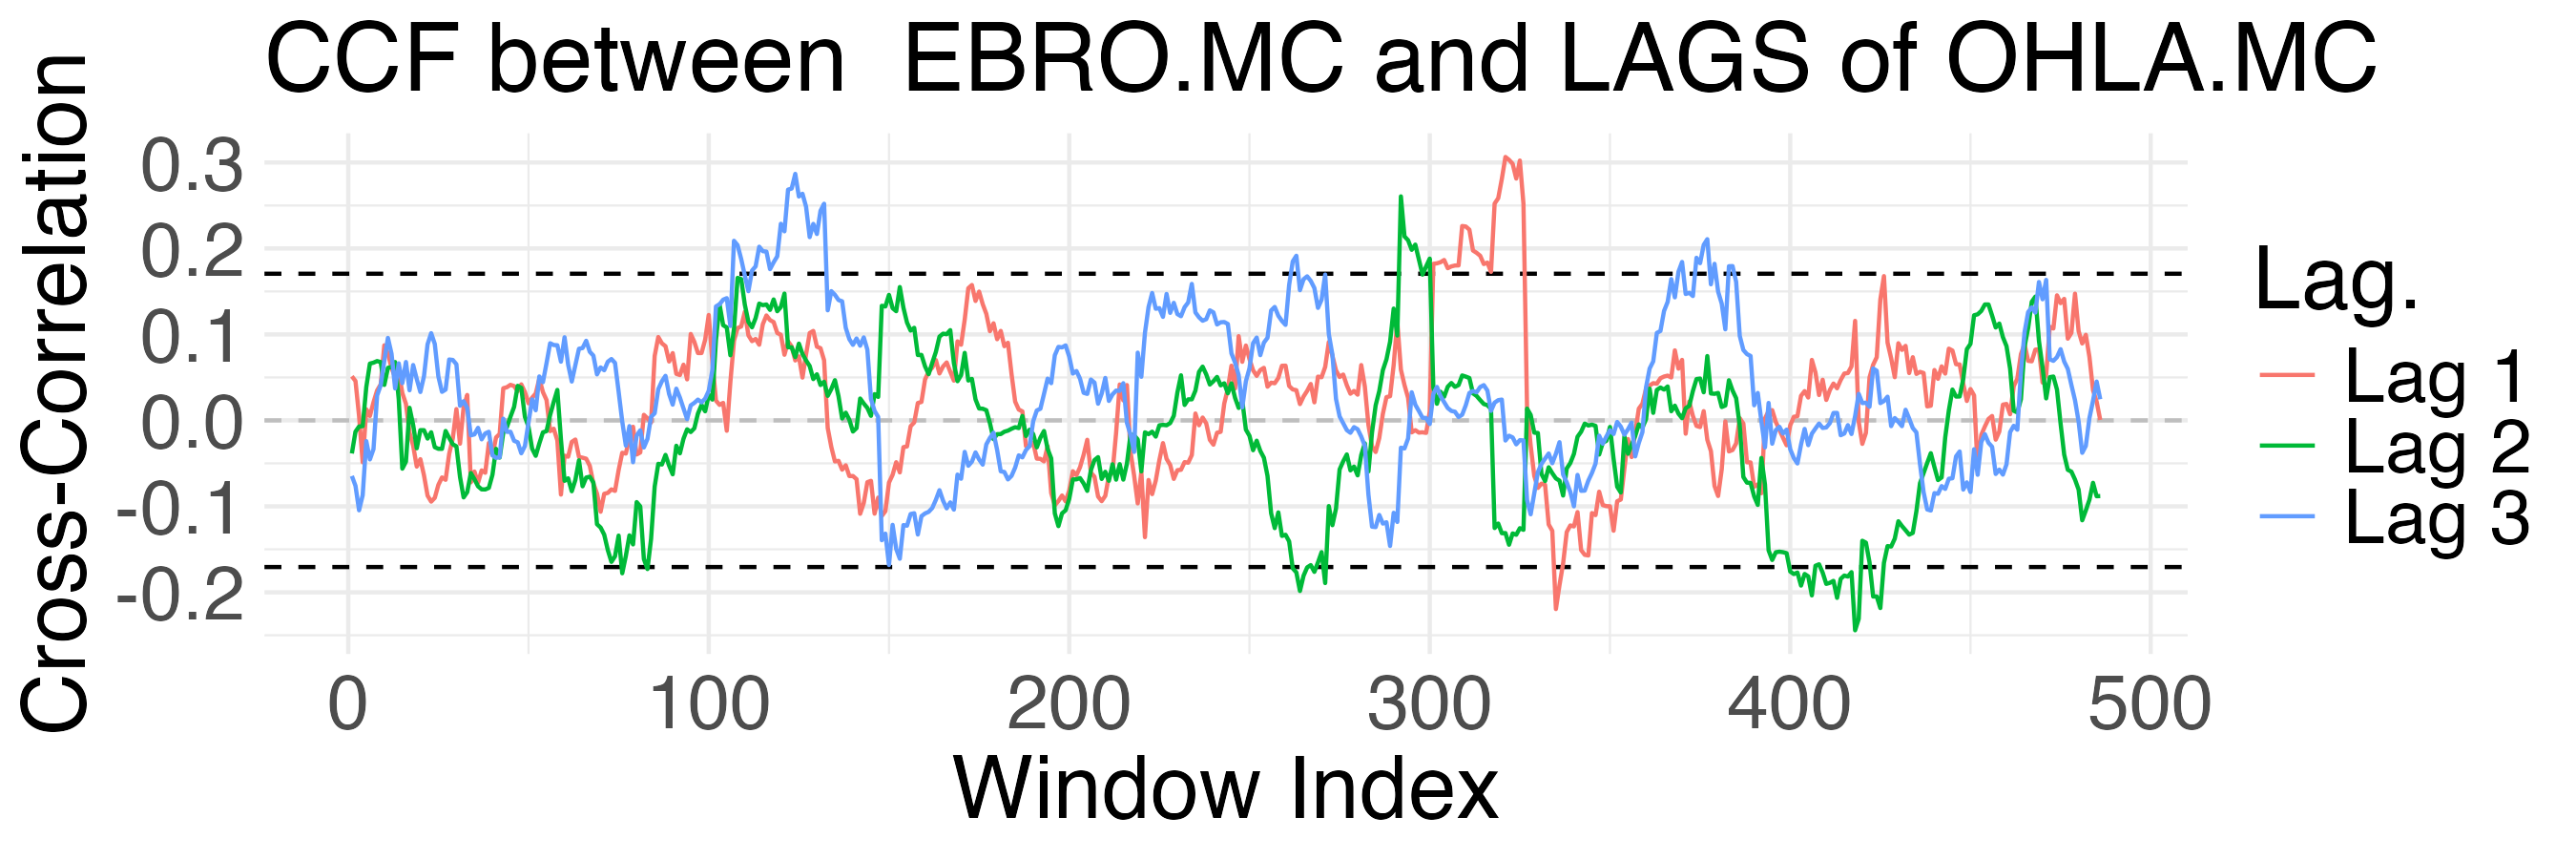 CCF between  EBRO.MC and LAGS of OHLA.MC
Cross-Correlation
0.3
0.2
0.1
0.0
-0.1
-0.2
0 100 200 300 400 500
Window Index
Lag.
Lag 1
Lag 2
Lag 3